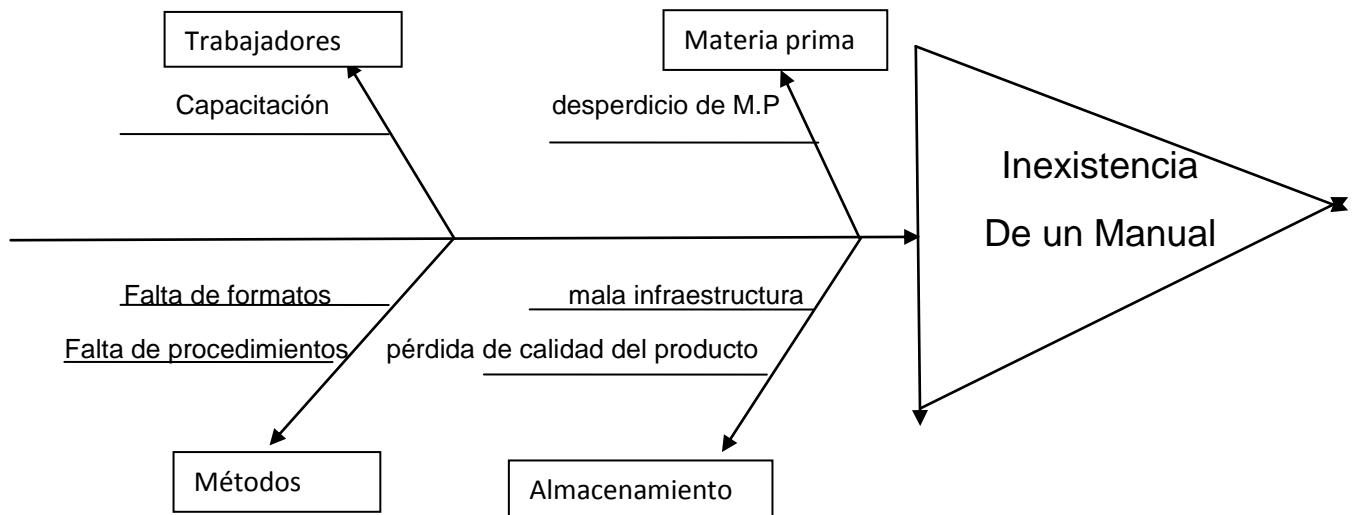 Trabajadores
Materia prima
Capacitación
desperdicio de M.P
Inexistencia
De un Manual
Falta de formatos
mala infraestructura
Falta de procedimientos
pérdida de calidad del producto
Métodos
Almacenamiento